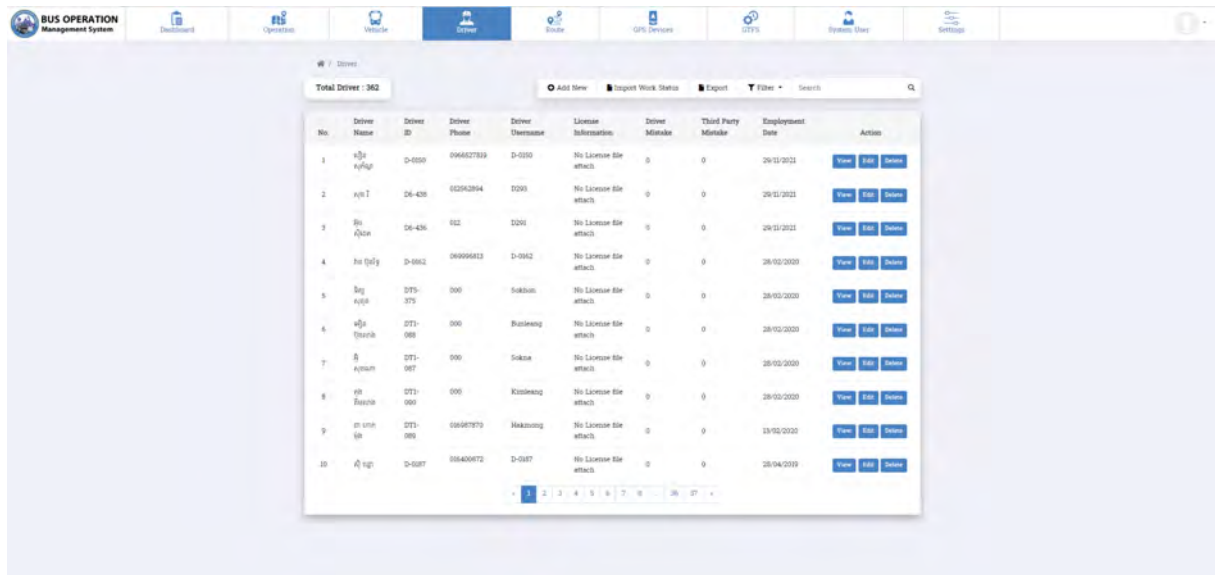 BUS OPERATION
Management System
Dashboard
Operation
Vehicle
Driver
Route
GPS Devices
GTFS
System User
Settings
/ Driver
Total Driver : 362
Add New
Import Work Status
Export
Filter
Search
No.
Driver Name
Driver ID
Driver Phone
Driver Username
License Information
Driver Mistake
Third Party Mistake
Employment Date
Action
1
D-0150
0966527819
D-0150
No License file
attach
0
0
29/11/2021
View Edit Delete
2
D6-438
012562894
D293
No License file
attach
0
0
29/11/2021
View Edit Delete
3
D6-436
012
D291
No License file
attach
0
0
29/11/2021
View Edit Delete
4
D-0162
069996813
D-0162
No License file
attach
0
0
28/02/2020
View Edit Delete
5
DT5-
375
000
Sokhon
No License file
attach
0
0
28/02/2020
View Edit Delete
6
DT1-
088
000
Bunleang
No License file
attach
0
0
28/02/2020
View Edit Delete
7
DT1-
087
000
Sokna
No License file
attach
0
0
28/02/2020
View Edit Delete
8
DT1-
090
000
Kimleang
No License file
attach
0
0
28/02/2020
View Edit Delete
9
DT1-
089
016987870
Hakmong
No License file
attach
0
0
13/02/2020
View Edit Delete
10
D-0187
016400672
D-0187
No License file
attach
0
0
28/04/2019
View Edit Delete
‹ 1 2 3 4 5 6 7 8 ... 36 37 ›